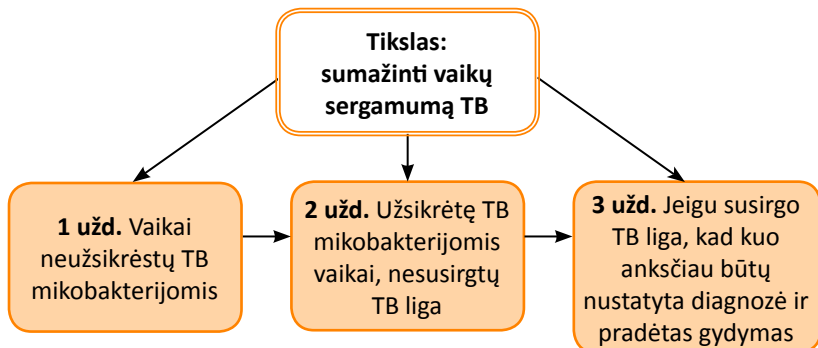 Tikslas:
sumažinti vaikų
sergamumą TB
1 užd. Vaikai
neužsikrėstų TB
mikobakterijomis
2 užd. Užsikrėtę TB
mikobakterijomis
vaikai, nesusirgtų
TB liga
3 užd. Jeigu susirgo
TB liga, kad kuo
anksčiau būtų
nustatyta diagnozė ir
pradėtas gydymas